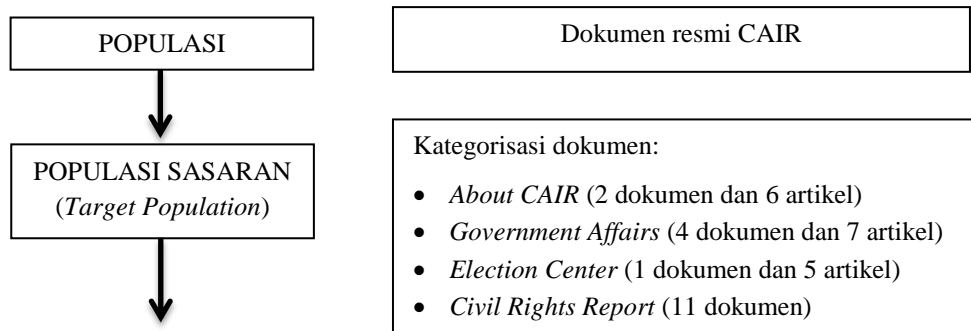 POPULASI
Dokumen resmi CAIR
POPULASI SASARAN
(Target Population)
Kategorisasi dokumen:
• About CAIR (2 dokumen dan 6 artikel)
• Government Affairs (4 dokumen dan 7 artikel)
• Election Center (1 dokumen dan 5 artikel)
• Civil Rights Report (11 dokumen)